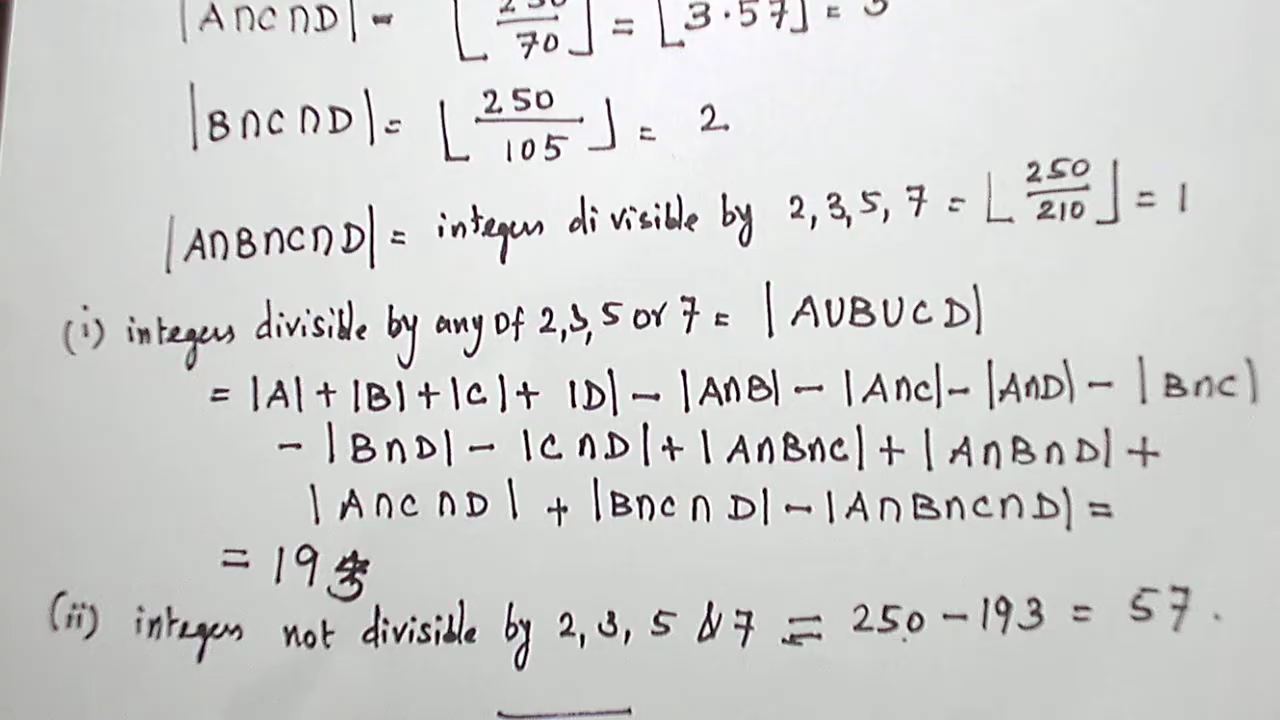 |A∩C∩D| = ⌊250/70⌋ = ⌊3.57⌋ = 3
|B∩C∩D| = ⌊250/105⌋ = 2
|A∩B∩C∩D| = integers divisible by 2, 3, 5, 7 = ⌊250/210⌋ = 1
(i) integers divisible by any of 2, 3, 5 or 7 = |AUBUC D|
= |A| + |B| + |C| + |D| - |A∩B| - |A∩C| - |A∩D| - |B∩C|
- |B∩D| - |C∩D| + |A∩B∩C| + |A∩B∩D| +
|A∩C∩D| + |B∩C∩D| - |A∩B∩C∩D| =
= 193
(ii) integers not divisible by 2, 3, 5 & 7 = 250 - 193 = 57.